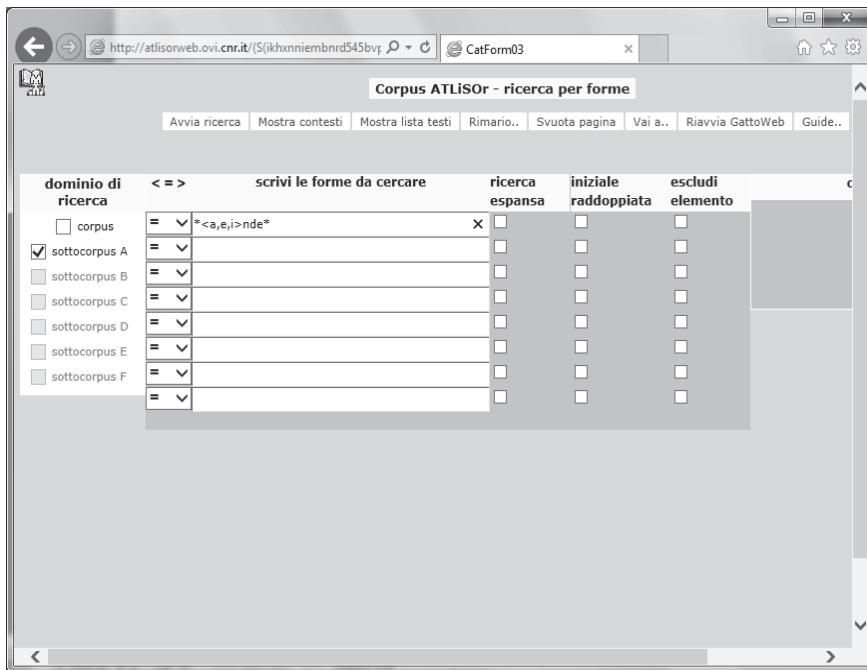 http://atlisorweb.ovi.cnr.it/(S(ikhxnniembnrd545bvp
CatForm03
Corpus ATLiSOr - ricerca per forme
Avvia ricerca Mostra contesti Mostra lista testi Rimario.. Svuota pagina Vai a.. Riavvia GattoWeb Guide..
dominio di ricerca
< = >
scrivi le forme da cercare
ricerca espansa
iniziale raddoppiata
escludi elemento
corpus
= *<a,e,i>nde*
sottocorpus A
=
sottocorpus B
=
sottocorpus C
=
sottocorpus D
=
sottocorpus E
=
sottocorpus F
=
=